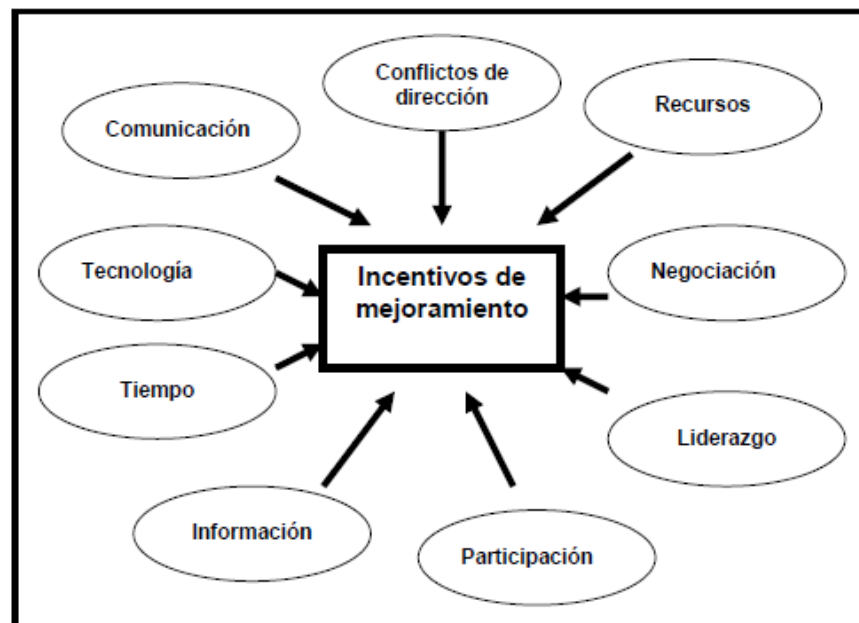 Conflictos de
dirección
Recursos
Comunicación
Tecnología
Incentivos de
mejoramiento
Negociación
Tiempo
Liderazgo
Información
Participación